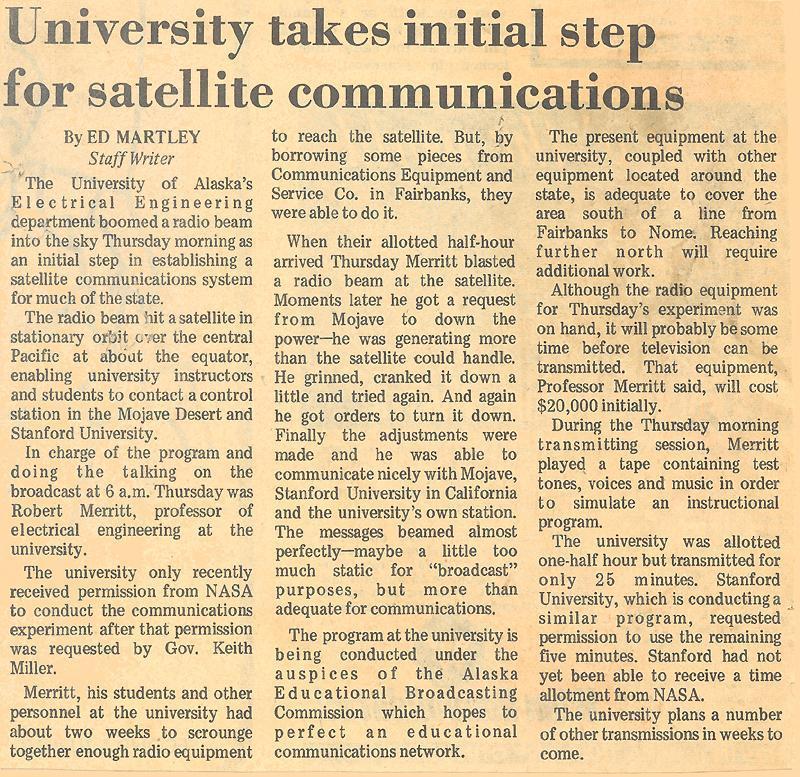 University takes initial step
for satellite communications
By ED MARTLEY
Staff Writer
The University of Alaska's
Electrical Engineering
department boomed a radio beam
into the sky Thursday morning as
an initial step in establishing a
satellite communications system
for much of the state.
The radio beam hit a satellite in
stationary orbit over the central
Pacific at about the equator,
enabling university instructors
and students to contact a control
station in the Mojave Desert and
Stanford University.
In charge of the program and
doing the talking on the
broadcast at 6 a.m. Thursday was
Robert Merritt, professor of
electrical engineering at the
university.
The university only recently
received permission from NASA
to conduct the communications
experiment after that permission
was requested by Gov. Keith
Miller.
Merritt, his students and other
personnel at the university had
about two weeks to scrounge
together enough radio equipment
to reach the satellite. But, by
borrowing some pieces from
Communications Equipment and
Service Co. in Fairbanks, they
were able to do it.
When their allotted half-hour
arrived Thursday Merritt blasted
a radio beam at the satellite.
Moments later he got a request
from Mojave to down the
power—he was generating more
than the satellite could handle.
He grinned, cranked it down a
little and tried again. And again
he got orders to turn it down.
Finally the adjustments were
made and he was able to
communicate nicely with Mojave,
Stanford University in California
and the university's own station.
The messages beamed almost
perfectly—maybe a little too
much static for "broadcast"
purposes, but more than
adequate for communications.
The program at the university is
being conducted under the
auspices of the Alaska
Educational Broadcasting
Commission which hopes to
perfect an educational
communications network.
The present equipment at the
university, coupled with other
equipment located around the
state, is adequate to cover the
area south of a line from
Fairbanks to Nome. Reaching
further north will require
additional work.
Although the radio equipment
for Thursday's experiment was
on hand, it will probably be some
time before television can be
transmitted. That equipment,
Professor Merritt said, will cost
$20,000 initially.
During the Thursday morning
transmitting session, Merritt
played a tape containing test
tones, voices and music in order
to simulate an instructional
program.
The university was allotted
one-half hour but transmitted for
only 25 minutes. Stanford
University, which is conducting a
similar program, requested
permission to use the remaining
five minutes. Stanford had not
yet been able to receive a time
allotment from NASA.
The university plans a number
of other transmissions in weeks to
come.